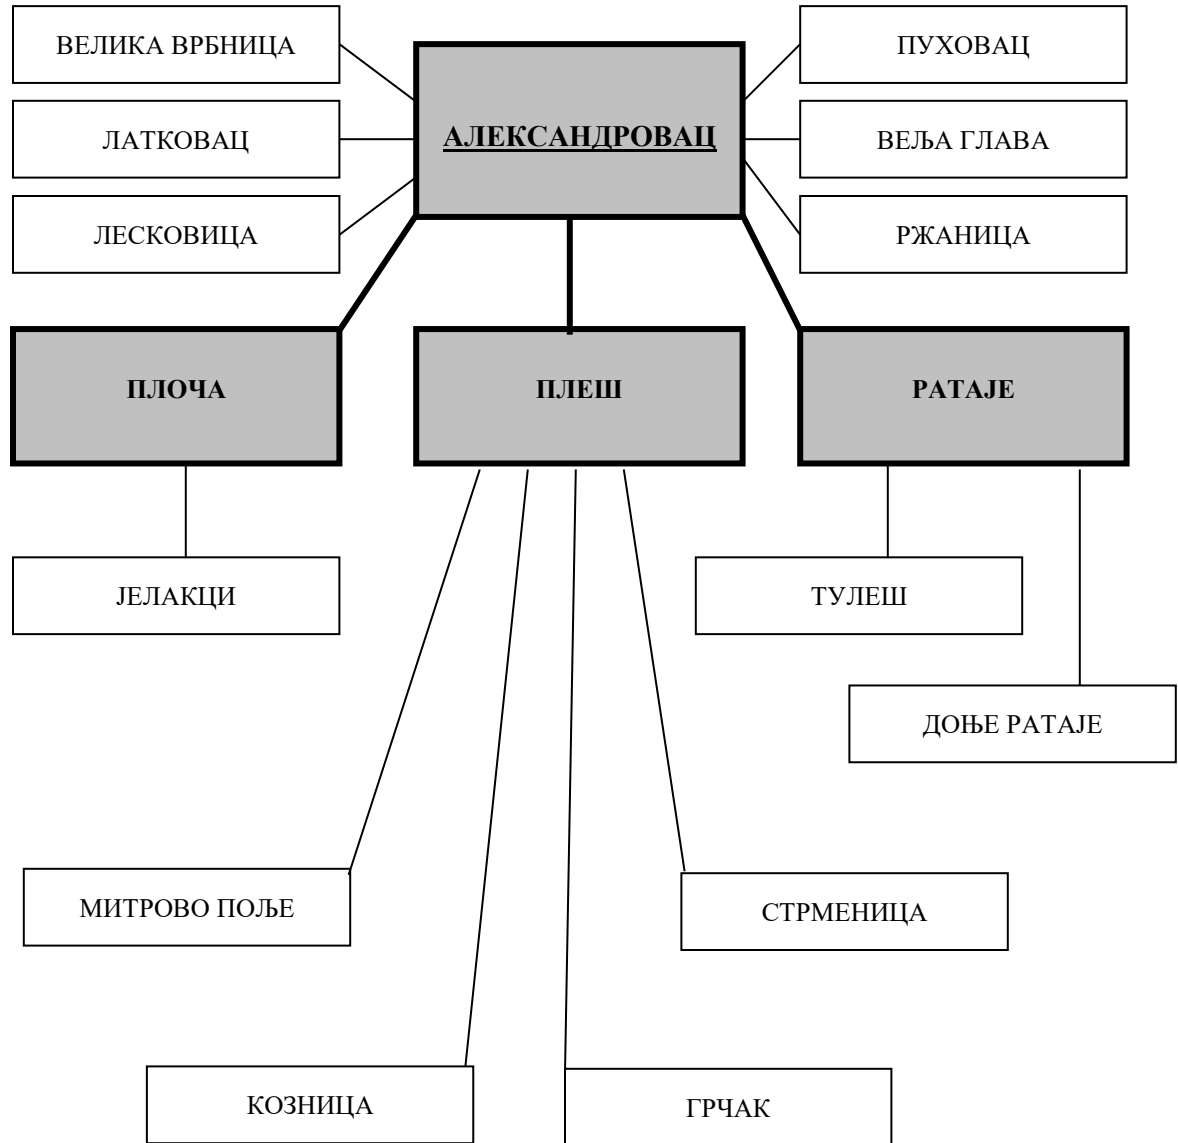 ВЕЛИКА ВРБНИЦА
ПУХОВАЦ
АЛЕКСАНДРОВАЦ
ЛАТКОВАЦ
ВЕЉА ГЛАВА
ЛЕСКОВИЦА
РЖАНИЦА
ПЛОЧА
ПЛЕШ
РАТАЈЕ
ЈЕЛАКЦИ
ТУЛЕШ
ДОЊЕ РАТАЈЕ
МИТРОВО ПОЉЕ
СТРМЕНИЦА
КОЗНИЦА
ГРЧАК